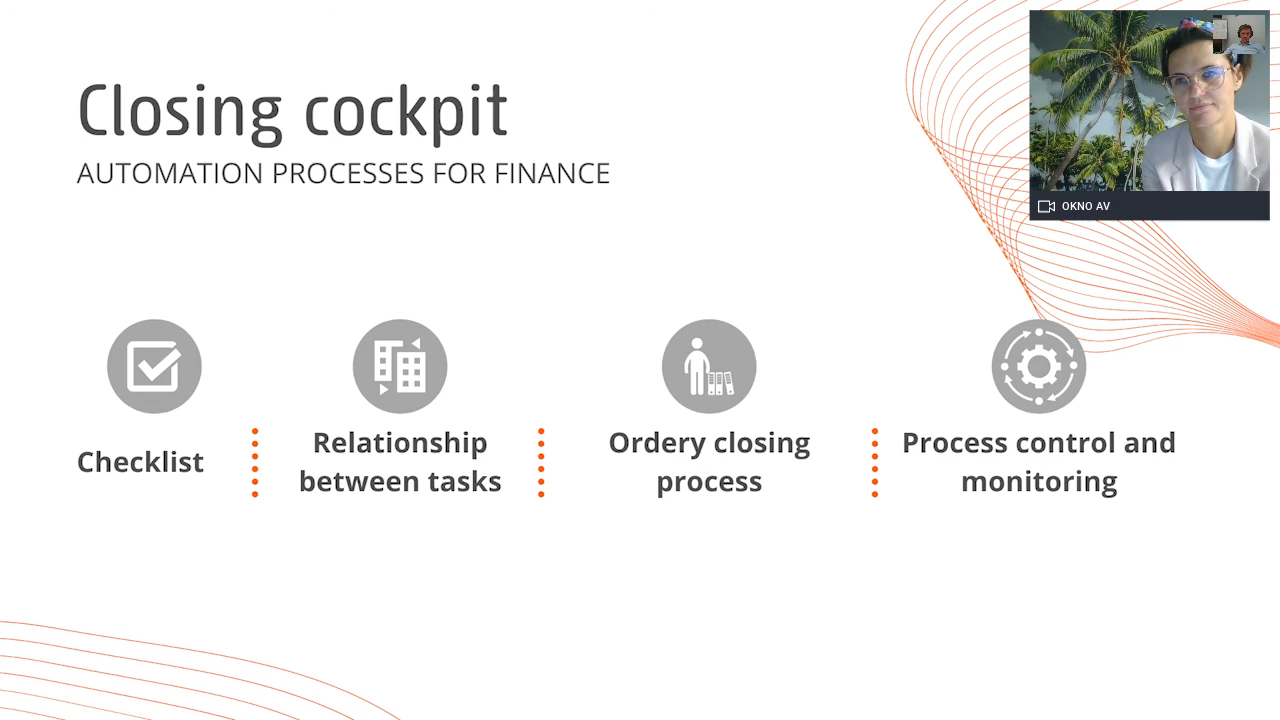 Closing cockpit
AUTOMATION PROCESSES FOR FINANCE
OKNO AV
Checklist
Relationship
between tasks
Ordery closing
process
Process control and
monitoring